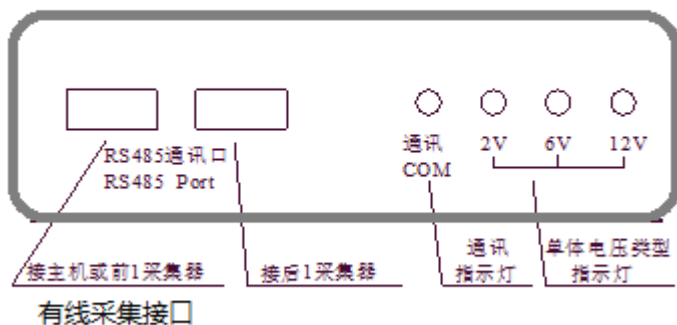 RS485通讯口
RS485 Port
通讯
COM
2V
6V
12V
接主机或前1采集器
接后1采集器
通讯
指示灯
单体电压类型
指示灯
有线采集接口